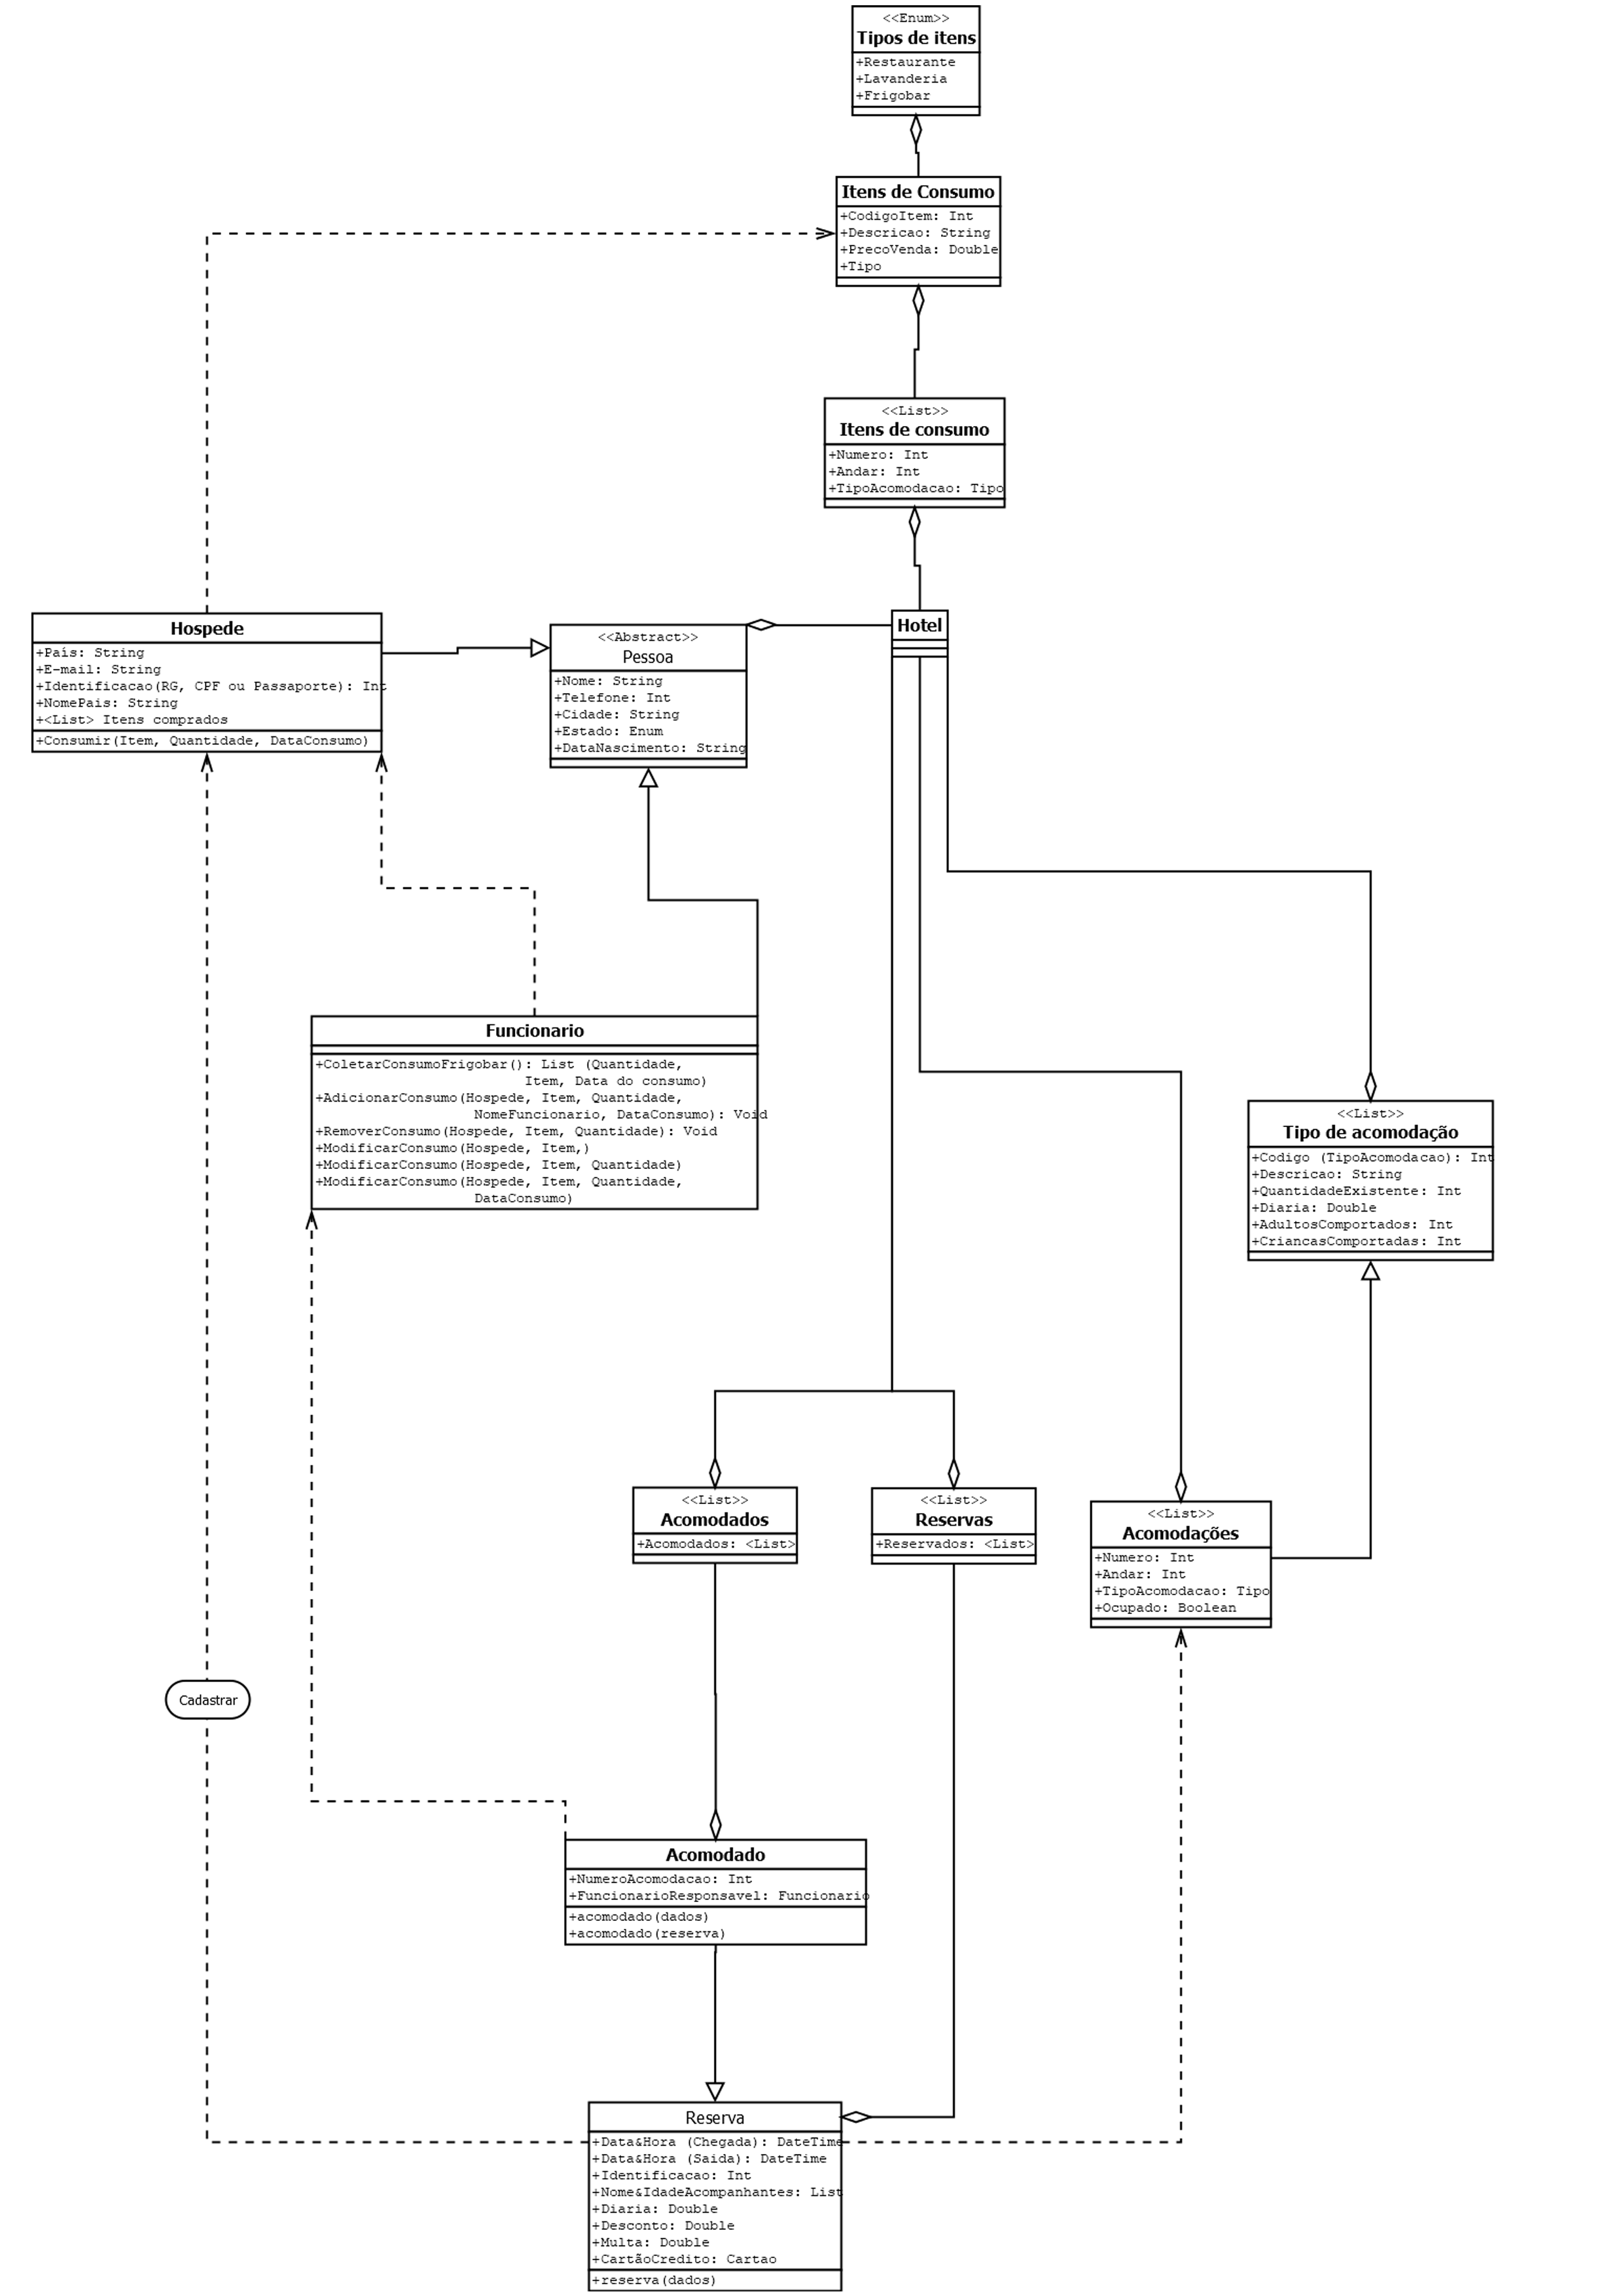 <<Enum>>
Tipos de itens
+Restaurante
+Lavanderia
+Frigobar
Itens de Consumo
+CodigoItem: Int
+Descricao: String
+PrecoVenda: Double
+Tipo
<<List>>
Itens de consumo
+Numero: Int
+Andar: Int
+TipoAcomodacao: Tipo
Hospede
+País: String
+E-mail: String
+Identificacao(RG, CPF ou Passaporte): Int
+NomePais: String
+<List> Itens comprados
+Consumir(Item, Quantidade, DataConsumo)
<<Abstract>>
Pessoa
+Nome: String
+Telefone: Int
+Cidade: String
+Estado: Enum
+DataNascimento: String
Hotel
Funcionario
+ColetarConsumoFrigobar(): List (Quantidade,
Item, Data do consumo)
+AdicionarConsumo(Hospede, Item, Quantidade,
NomeFuncionario, DataConsumo): Void
+RemoverConsumo(Hospede, Item, Quantidade): Void
+ModificarConsumo(Hospede, Item,)
+ModificarConsumo(Hospede, Item, Quantidade)
+ModificarConsumo(Hospede, Item, Quantidade,
DataConsumo)
<<List>>
Tipo de acomodação
+Codigo (TipoAcomodacao): Int
+Descricao: String
+QuantidadeExistente: Int
+Diaria: Double
+AdultosComportados: Int
+CriancasComportadas: Int
<<List>>
Acomodados
+Acomodados: <List>
<<List>>
Reservas
+Reservados: <List>
<<List>>
Acomodações
+Numero: Int
+Andar: Int
+TipoAcomodacao: Tipo
+Ocupado: Boolean
Cadastrar
Acomodado
+NumeroAcomodacao: Int
+FuncionarioResponsavel: Funcionario
+acomodado(dados)
+acomodado(reserva)
Reserva
+Data&Hora (Chegada): DateTime
+Data&Hora (Saida): DateTime
+Identificacao: Int
+Nome&IdadeAcompanhantes: List
+Diaria: Double
+Desconto: Double
+Multa: Double
+CartãoCredito: Cartao
+reserva(dados)